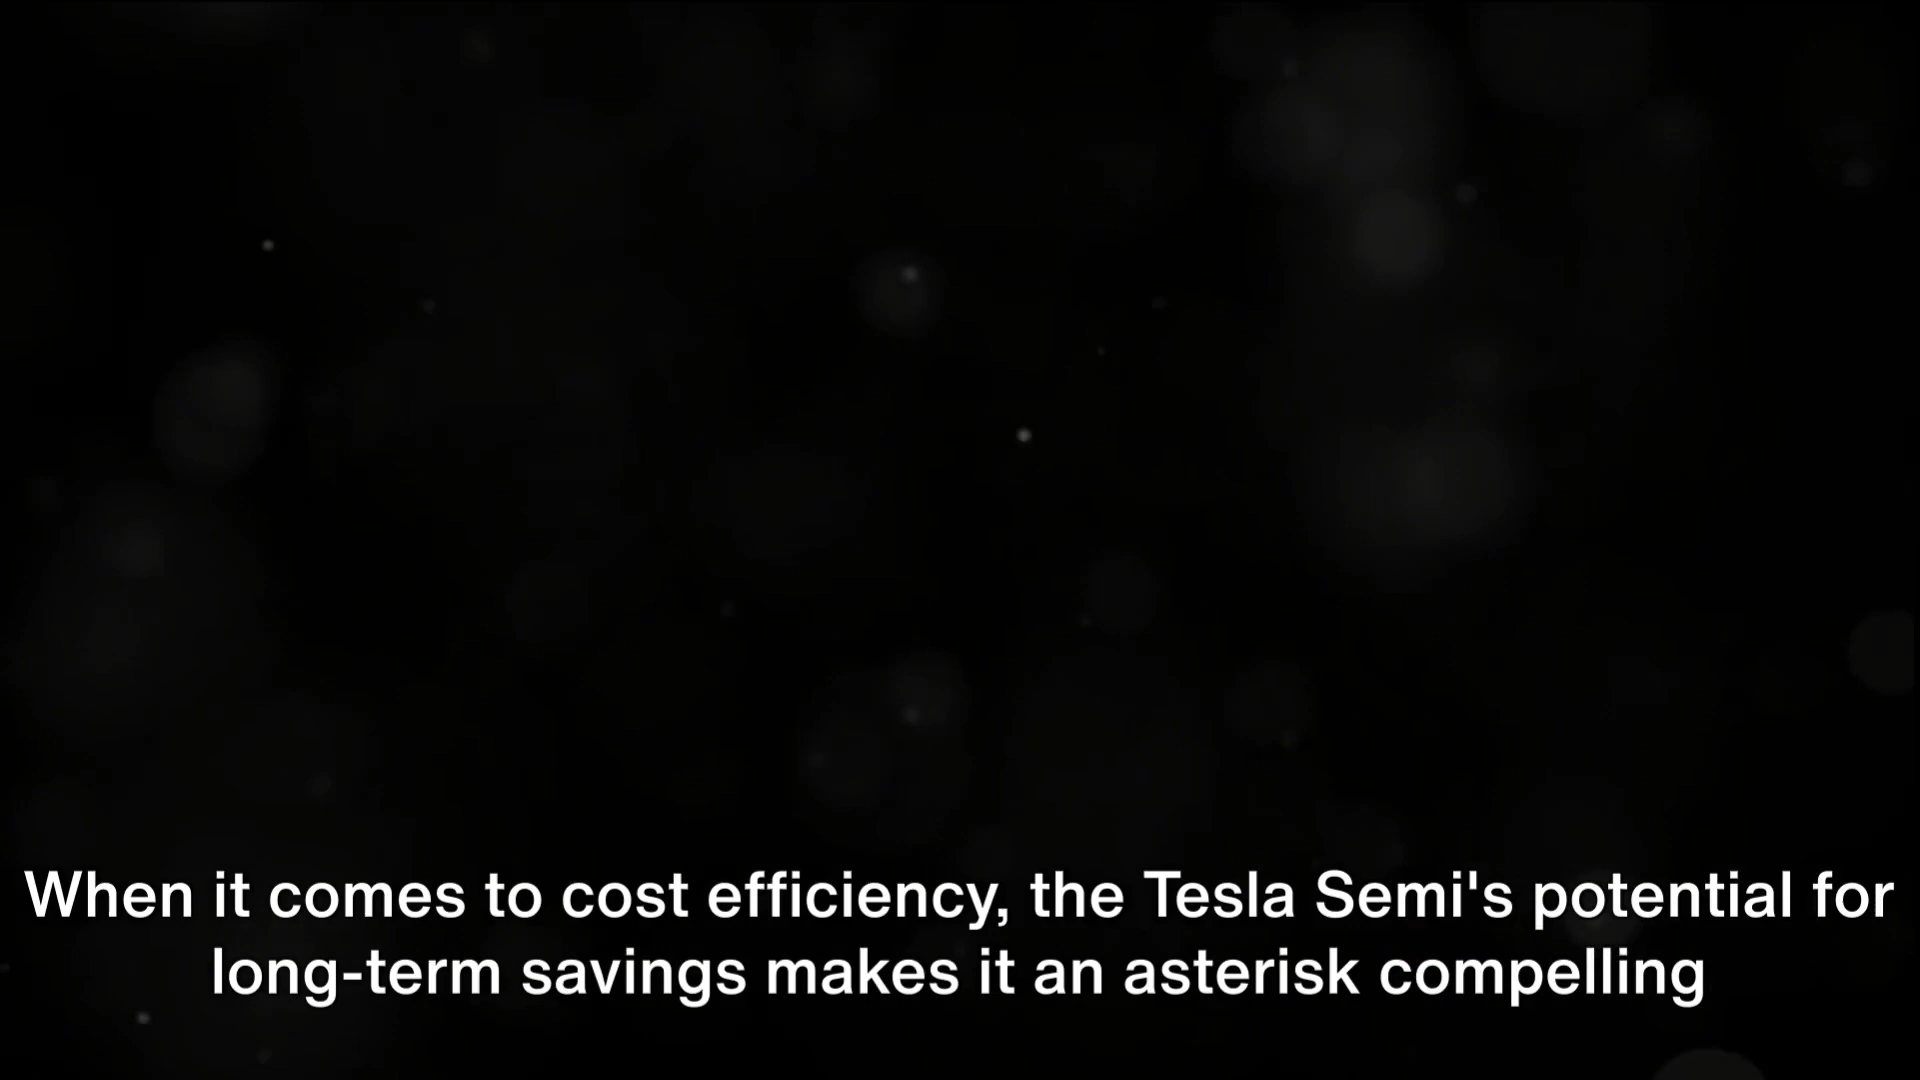 When it comes to cost efficiency, the Tesla Semi's potential for
long-term savings makes it an asterisk compelling